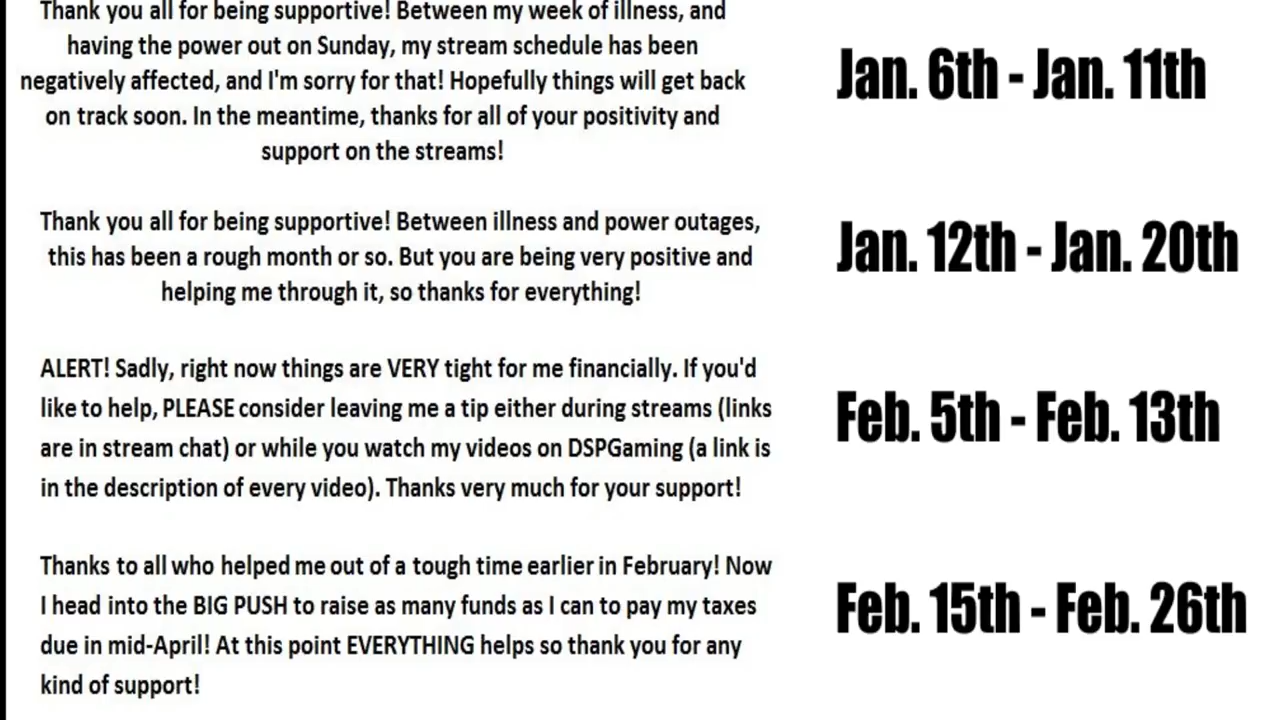 Thank you all for being supportive! Between my week of illness, and
having the power out on Sunday, my stream schedule has been
negatively affected, and I'm sorry for that! Hopefully things will get back
on track soon. In the meantime, thanks for all of your positivity and
support on the streams!
Jan. 6th - Jan. 11th
Thank you all for being supportive! Between illness and power outages,
this has been a rough month or so. But you are being very positive and
helping me through it, so thanks for everything!
Jan. 12th - Jan. 20th
ALERT! Sadly, right now things are VERY tight for me financially. If you'd
like to help, PLEASE consider leaving me a tip either during streams (links
are in stream chat) or while you watch my videos on DSPGaming (a link is
in the description of every video). Thanks very much for your support!
Feb. 5th - Feb. 13th
Thanks to all who helped me out of a tough time earlier in February! Now
I head into the BIG PUSH to raise as many funds as I can to pay my taxes
due in mid-April! At this point EVERYTHING helps so thank you for any
kind of support!
Feb. 15th - Feb. 26th